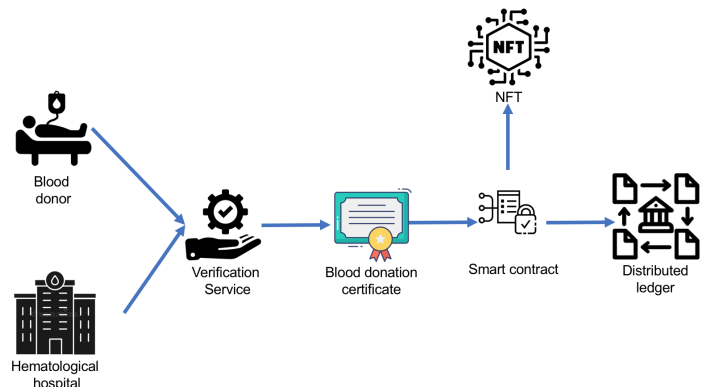 NFT
NFT
Blood
donor
Verification
Service
Blood donation
certificate
Smart contract
Distributed
ledger
Hematological
hospital